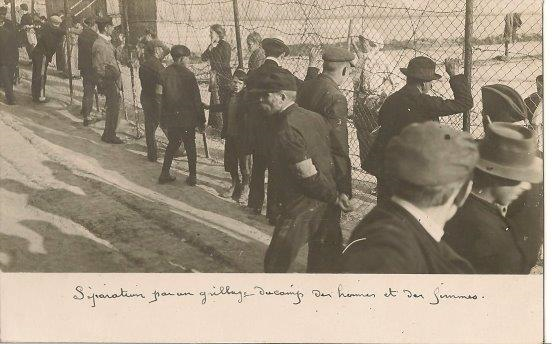 Séparation par un grillage du camp des hommes et des femmes.